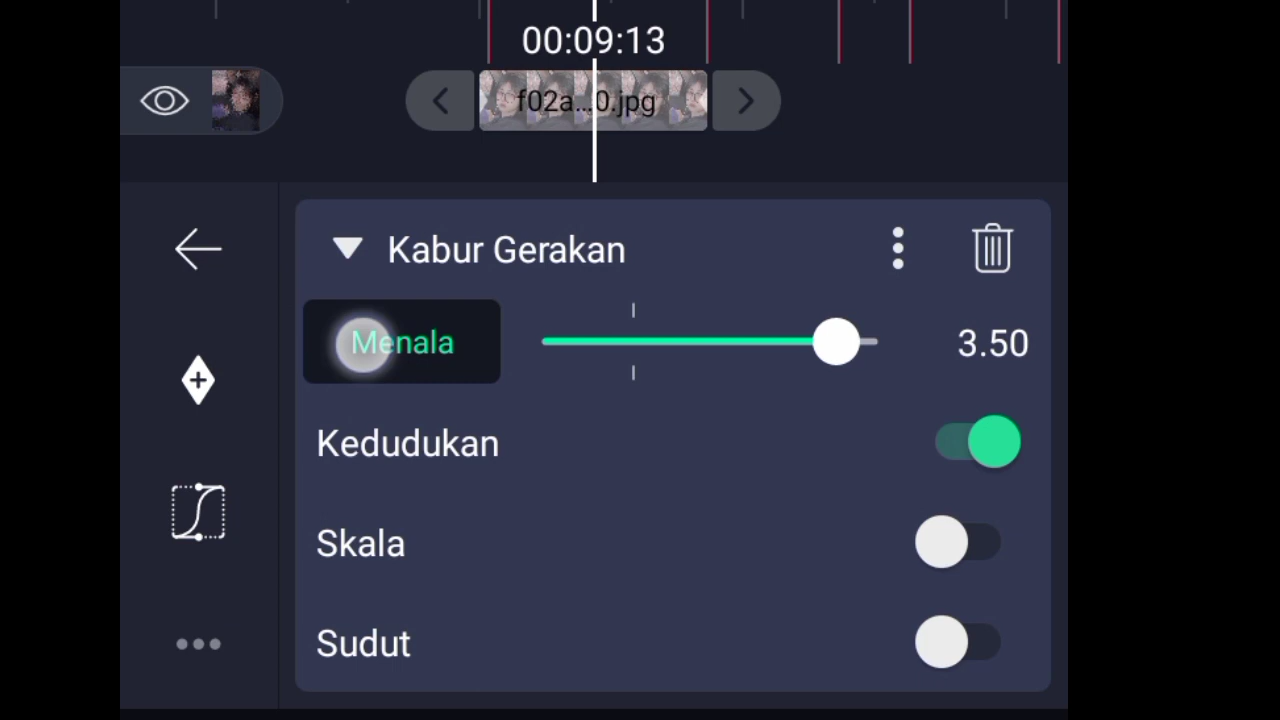 00:09:13
f02a...0.jpg
Kabur Gerakan
Menala
3.50
Kedudukan
Skala
Sudut